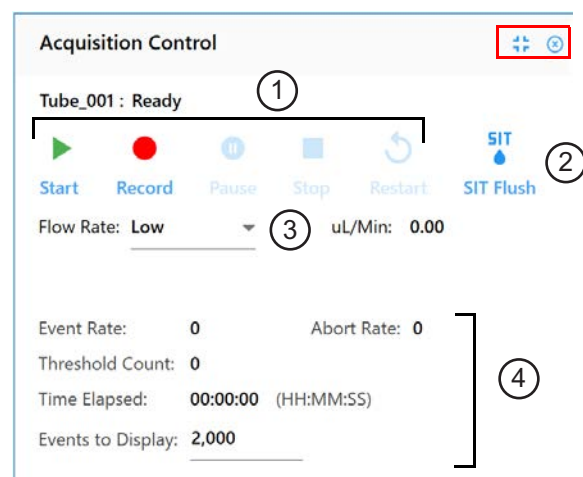 Acquisition Control
Tube_001 : Ready
1
SIT
2
Start Record Pause Stop Restart SIT Flush
Flow Rate: Low 3 uL/Min: 0.00
Event Rate: 0 Abort Rate: 0
Threshold Count: 0
4
Time Elapsed: 00:00:00 (HH:MM:SS)
Events to Display: 2,000